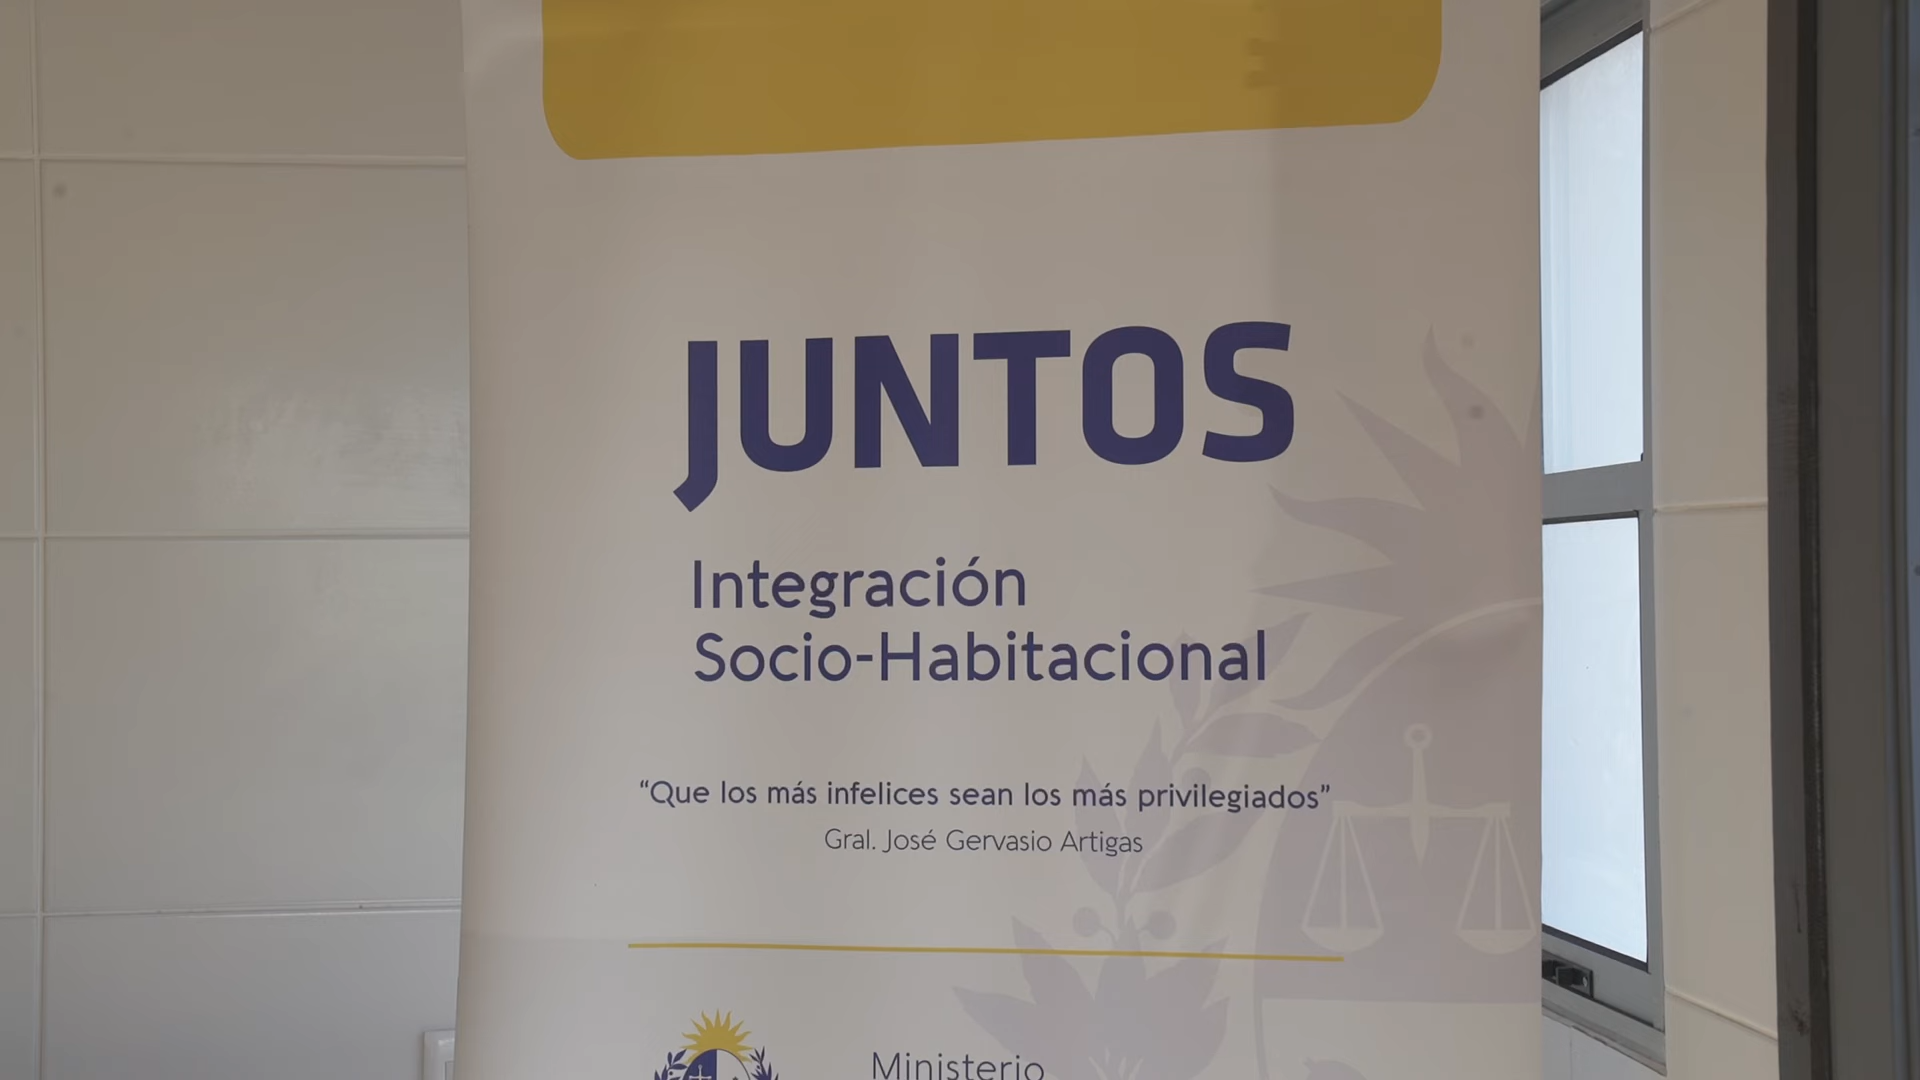 JUNTOS
Integración
Socio-Habitacional
“Que los más infelices sean los más privilegiados”
Gral. José Gervasio Artigas
Ministerio